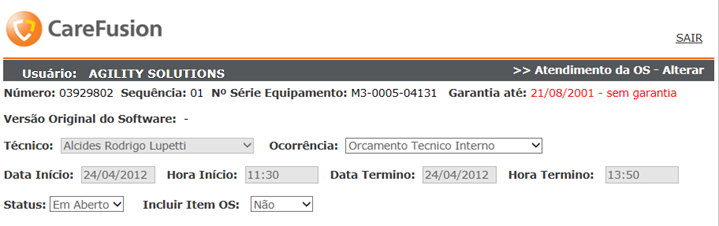 CareFusion
SAIR
Usuário: AGILITY SOLUTIONS >> Atendimento da OS - Alterar
Número: 03929802 Sequência: 01 Nº Série Equipamento: M3-0005-04131 Garantia até: 21/08/2001 - sem garantia
Versão Original do Software: -
Técnico: Alcides Rodrigo Lupetti Ocorrência: Orcamento Tecnico Interno
Data Início: 24/04/2012 Hora Início: 11:30 Data Termino: 24/04/2012 Hora Termino: 13:50
Status: Em Aberto Incluir Item OS: Não